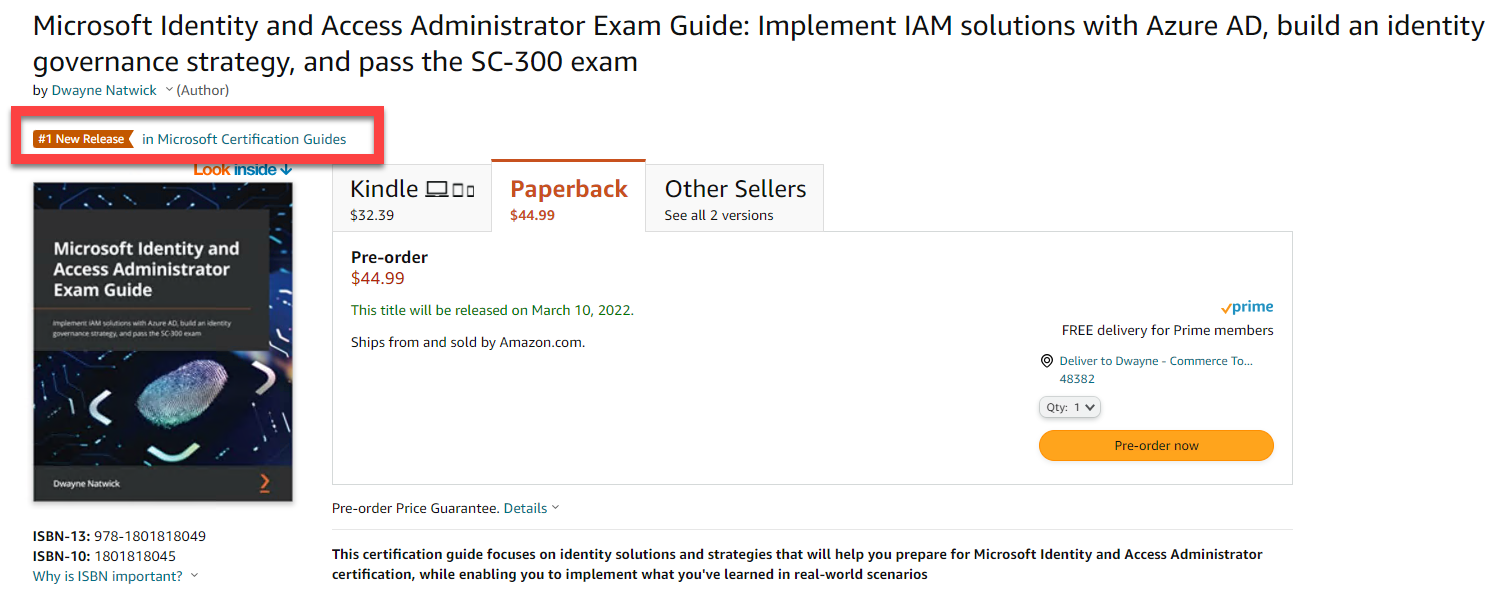 Microsoft Identity and Access Administrator Exam Guide: Implement IAM solutions with Azure AD, build an identity
governance strategy, and pass the SC-300 exam
by Dwayne Natwick (Author)
#1 New Release in Microsoft Certification Guides
Look inside
Microsoft Identity and
Access Administrator
Exam Guide
Implement IAM solutions with Azure AD, build an identity
governance strategy, and pass the SC-300 exam
Dwayne Natwick
ISBN-13: 978-1801818049
ISBN-10: 1801818045
Why is ISBN important?
Kindle
$32.39
Paperback
$44.99
Other Sellers
See all 2 versions
Pre-order
$44.99
This title will be released on March 10, 2022.
Ships from and sold by Amazon.com.
prime
FREE delivery for Prime members
Deliver to Dwayne - Commerce To...
48382
Qty: 1
Pre-order now
Pre-order Price Guarantee. Details
This certification guide focuses on identity solutions and strategies that will help you prepare for Microsoft Identity and Access Administrator
certification, while enabling you to implement what you've learned in real-world scenarios